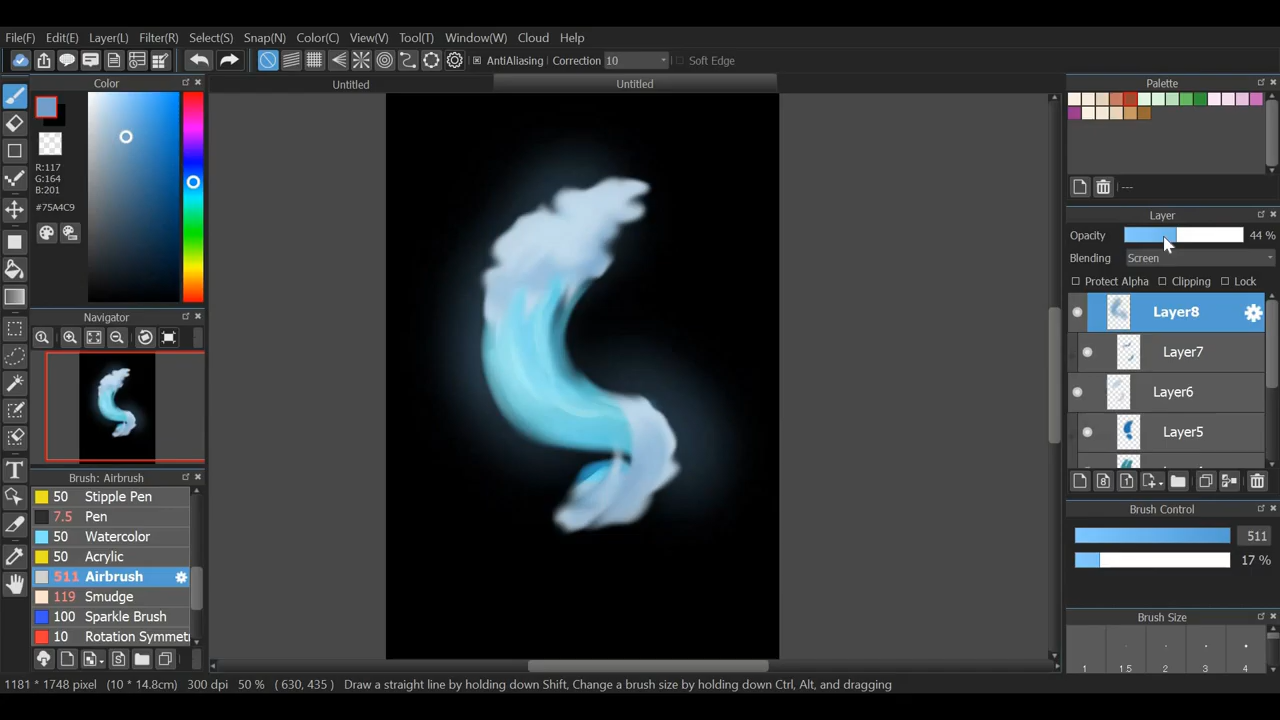 File(F) Edit(E) Layer(L) Filter(R) Select(S) Snap(N) Color(C) View(V) Tool(T) Window(W) Cloud Help
AntiAliasing Correction 10 Soft Edge
Color
Untitled
Untitled
Palette
R:117
G:164
B:201
#75A4C9
---
Layer
Opacity 44 %
Blending Screen
Protect Alpha Clipping Lock
Layer8
Layer7
Layer6
Layer5
Navigator
Brush: Airbrush
50 Stipple Pen
7.5 Pen
50 Watercolor
50 Acrylic
511 Airbrush
119 Smudge
100 Sparkle Brush
10 Rotation Symmet
Brush Control
511
17 %
Brush Size
1 1.5 2 3 4
1181 * 1748 pixel (10 * 14.8cm) 300 dpi 50 % ( 630, 435 ) Draw a straight line by holding down Shift, Change a brush size by holding down Ctrl, Alt, and dragging